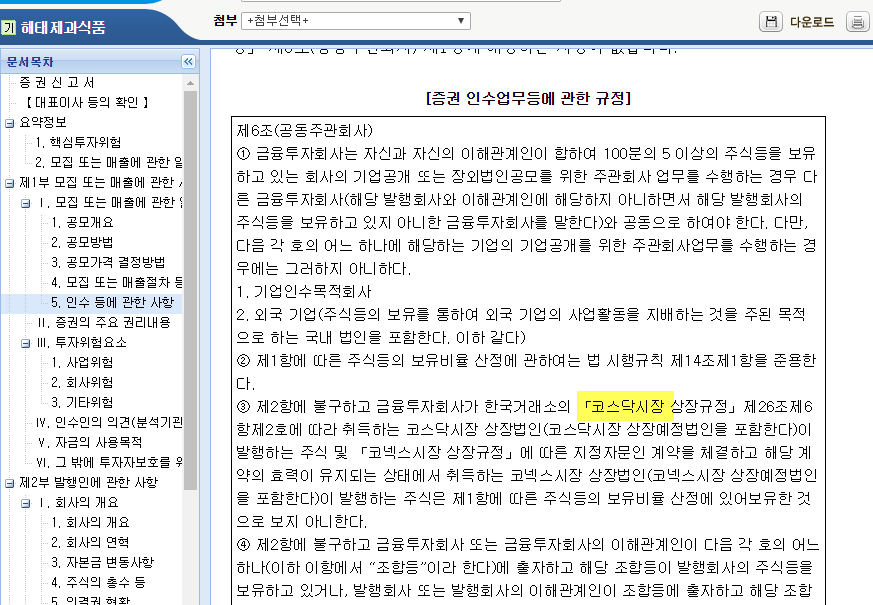 기 해태제과식품
첨부 +첨부선택+
다운로드
문서목차
증 권 신 고 서
【 대표이사 등의 확인 】
요약정보
1. 핵심투자위험
2. 모집 또는 매출에 관한 일
제1부 모집 또는 매출에 관한
I. 모집 또는 매출에 관한
1. 공모개요
2. 공모방법
3. 공모가격 결정방법
4. 모집 또는 매출절차 등
5. 인수 등에 관한 사항
II. 증권의 주요 권리내용
III. 투자위험요소
1. 사업위험
2. 회사위험
3. 기타위험
IV. 인수인의 의견(분석기관
V. 자금의 사용목적
VI. 그 밖에 투자자보호를 위
제2부 발행인에 관한 사항
I. 회사의 개요
1. 회사의 개요
2. 회사의 연혁
3. 자본금 변동사항
4. 주식의 총수 등
5. 의결권 현황
[증권 인수업무등에 관한 규정]
제6조(공동주관회사)
① 금융투자회사는 자신과 자신의 이해관계인이 합하여 100분의 5 이상의 주식등을 보유
하고 있는 회사의 기업공개 또는 장외법인공모를 위한 주관회사 업무를 수행하는 경우 다
른 금융투자회사(해당 발행회사와 이해관계인에 해당하지 아니하면서 해당 발행회사의
주식등을 보유하고 있지 아니한 금융투자회사를 말한다)와 공동으로 하여야 한다. 다만,
다음 각 호의 어느 하나에 해당하는 기업의 기업공개를 위한 주관회사업무를 수행하는 경
우에는 그러하지 아니하다.
1. 기업인수목적회사
2. 외국 기업(주식등의 보유를 통하여 외국 기업의 사업활동을 지배하는 것을 주된 목적
으로 하는 국내 법인을 포함한다. 이하 같다)
② 제1항에 따른 주식등의 보유비율 산정에 관하여는 법 시행규칙 제14조제1항을 준용한
다.
③ 제2항에 불구하고 금융투자회사가 한국거래소의 「코스닥시장 상장규정」 제26조제6
항제2호에 따라 취득하는 코스닥시장 상장법인(코스닥시장 상장예정법인을 포함한다)이
발행하는 주식 및 「코넥스시장 상장규정」에 따른 지정자문인 계약을 체결하고 해당 계
약의 효력이 유지되는 상태에서 취득하는 코넥스시장 상장법인(코넥스시장 상장예정법인
을 포함한다)이 발행하는 주식은 제1항에 따른 주식등의 보유비율 산정에 있어보유한 것
으로 보지 아니한다.
④ 제2항에 불구하고 금융투자회사 또는 금융투자회사의 이해관계인이 다음 각 호의 어느
하나(이하 이항에서 "조합등"이라 한다)에 출자하고 해당 조합등이 발행회사의 주식등을
보유하고 있거나, 발행회사 또는 발행회사의 이해관계인이 조합등에 출자하고 해당 조합